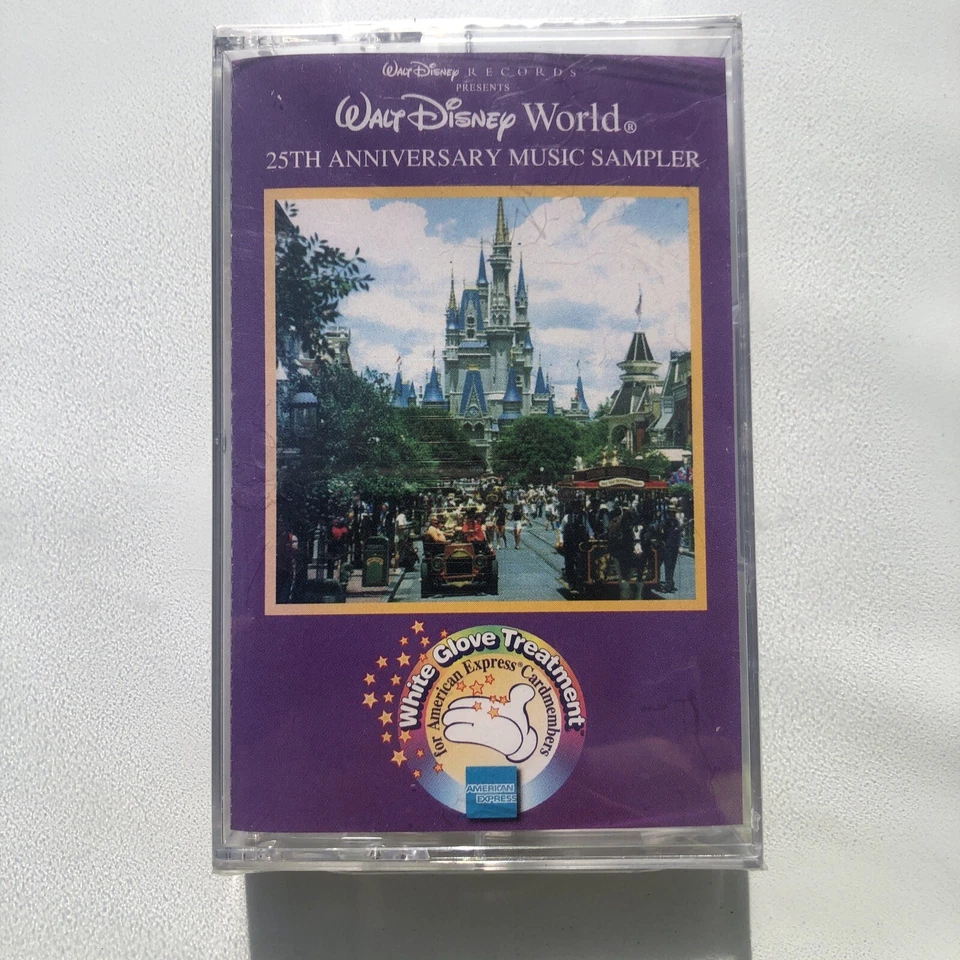 WALT DISNEY RECORDS
PRESENTS
WALT DISNEY World®
25TH ANNIVERSARY MUSIC SAMPLER
White Glove Treatment™
for American Express® Cardmembers
AMERICAN
EXPRESS